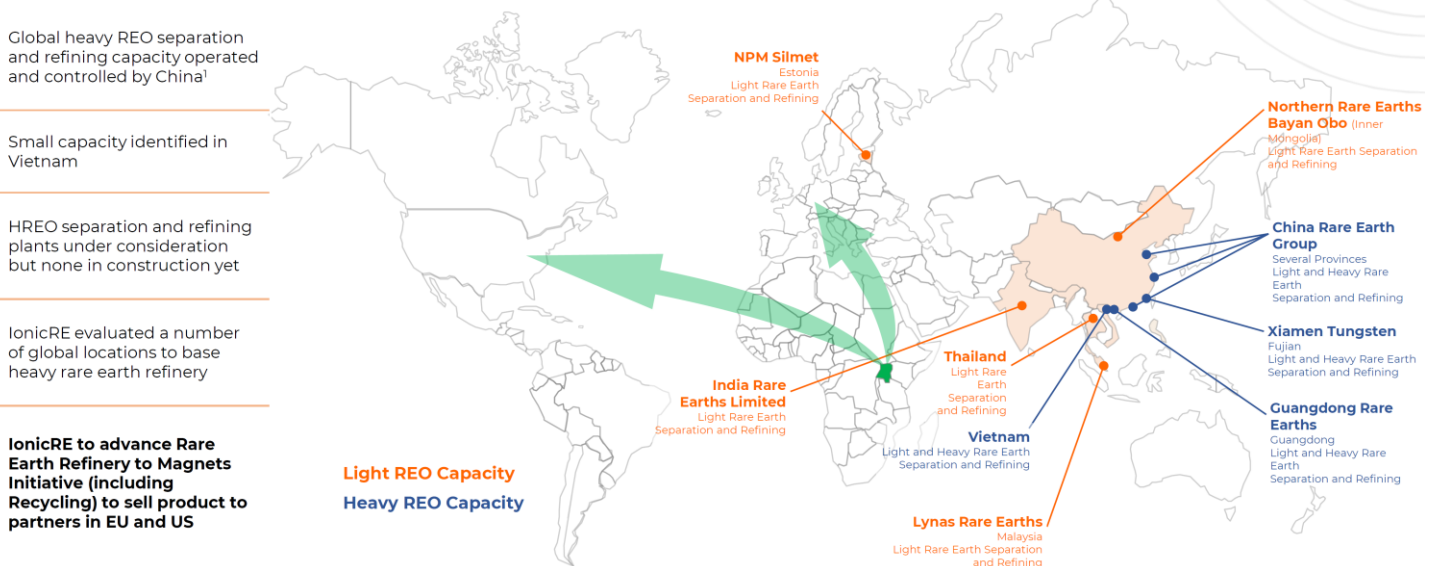 Global heavy REO separation
and refining capacity operated
and controlled by China¹
Small capacity identified in
Vietnam
HREO separation and refining
plants under consideration
but none in construction yet
IonicRE evaluated a number
of global locations to base
heavy rare earth refinery
IonicRE to advance Rare
Earth Refinery to Magnets
Initiative (including
Recycling) to sell product to
partners in EU and US
NPM Silmet
Estonia
Light Rare Earth
Separation and Refining
Northern Rare Earths
Bayan Obo (Inner
Mongolia)
Light Rare Earth Separation
and Refining
China Rare Earth
Group
Several Provinces
Light and Heavy Rare
Earth
Separation and Refining
Xiamen Tungsten
Fujian
Light and Heavy Rare Earth
Separation and Refining
Guangdong Rare
Earths
Guangdong
Light and Heavy Rare
Earth
Separation and Refining
India Rare
Earths Limited
Light Rare Earth
Separation and Refining
Thailand
Light Rare
Earth
Separation
and Refining
Vietnam
Light and Heavy Rare Earth
Separation and Refining
Lynas Rare Earths
Malaysia
Light Rare Earth Separation
and Refining
Light REO Capacity
Heavy REO Capacity